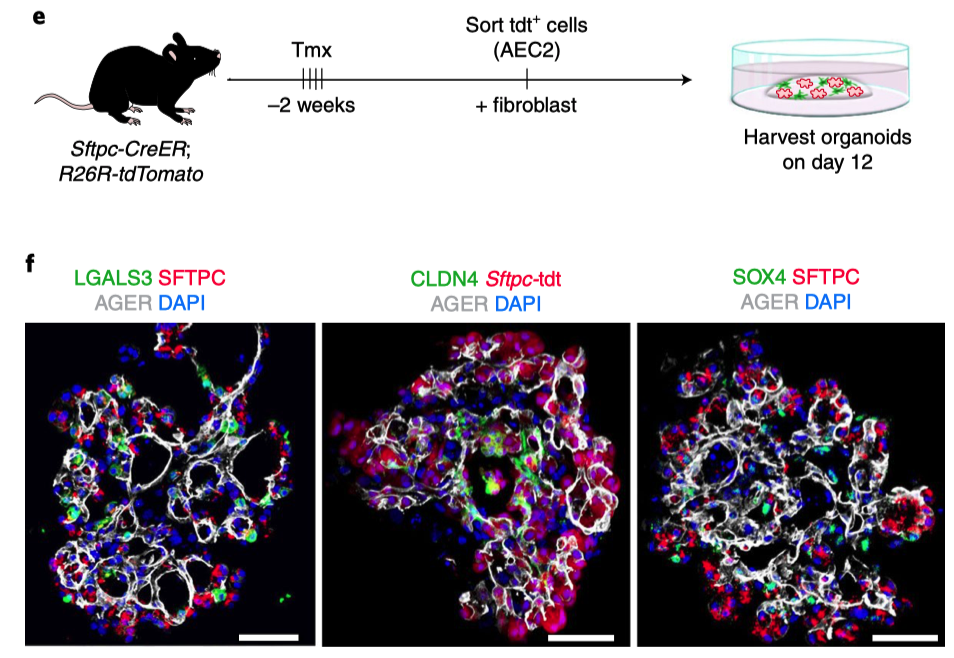 e
Tmx
–2 weeks
Sort tdt⁺ cells
(AEC2)
+ fibroblast
Sftpc-CreER;
R26R-tdTomato
Harvest organoids
on day 12
f
LGALS3 SFTPC
AGER DAPI
CLDN4 Sftpc-tdt
AGER DAPI
SOX4 SFTPC
AGER DAPI